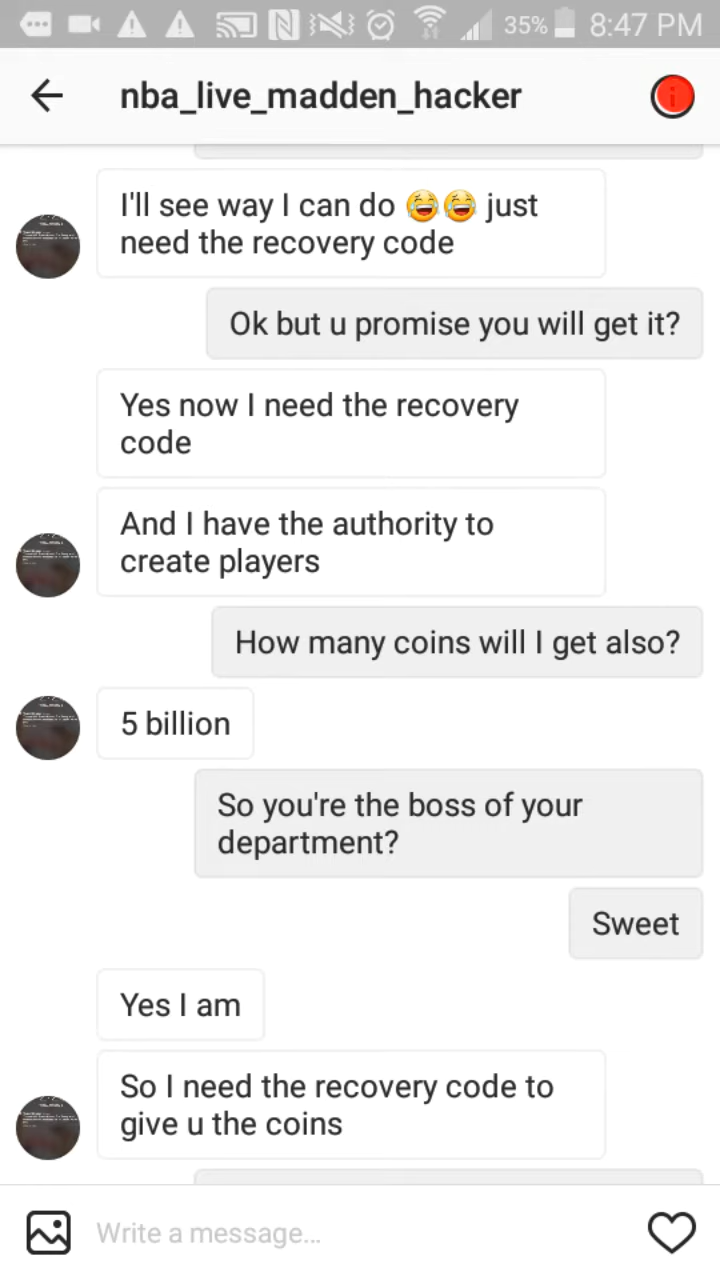 35% 8:47 PM
nba_live_madden_hacker
I'll see way I can do 😂😂 just
need the recovery code
Ok but u promise you will get it?
Yes now I need the recovery
code
And I have the authority to
create players
How many coins will I get also?
5 billion
So you're the boss of your
department?
Sweet
Yes I am
So I need the recovery code to
give u the coins
Write a message...